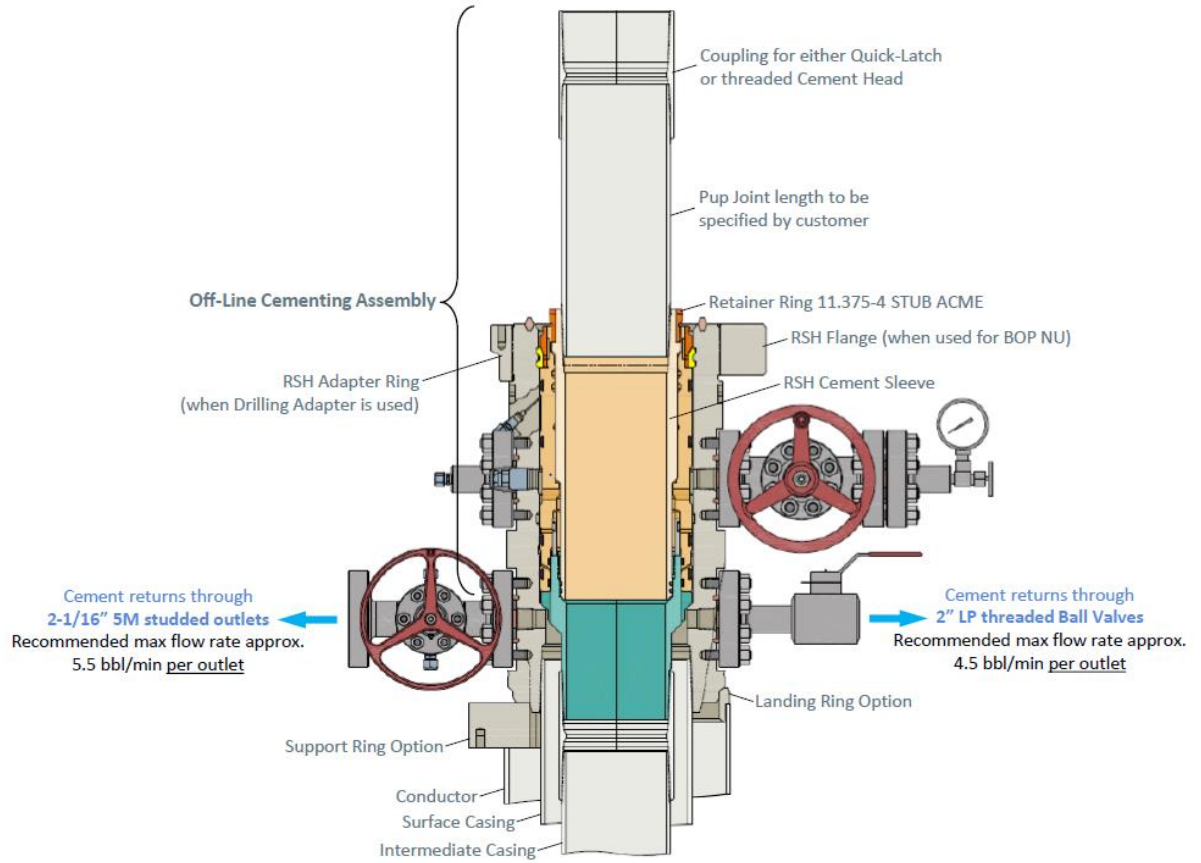 Coupling for either Quick-Latch
or threaded Cement Head
Pup Joint length to be
specified by customer
Off-Line Cementing Assembly
Retainer Ring 11.375-4 STUB ACME
RSH Flange (when used for BOP NU)
RSH Adapter Ring
(when Drilling Adapter is used)
RSH Cement Sleeve
Cement returns through
2-1/16” 5M studded outlets
Recommended max flow rate approx.
5.5 bbl/min per outlet
Cement returns through
2” LP threaded Ball Valves
Recommended max flow rate approx.
4.5 bbl/min per outlet
Landing Ring Option
Support Ring Option
Conductor
Surface Casing
Intermediate Casing